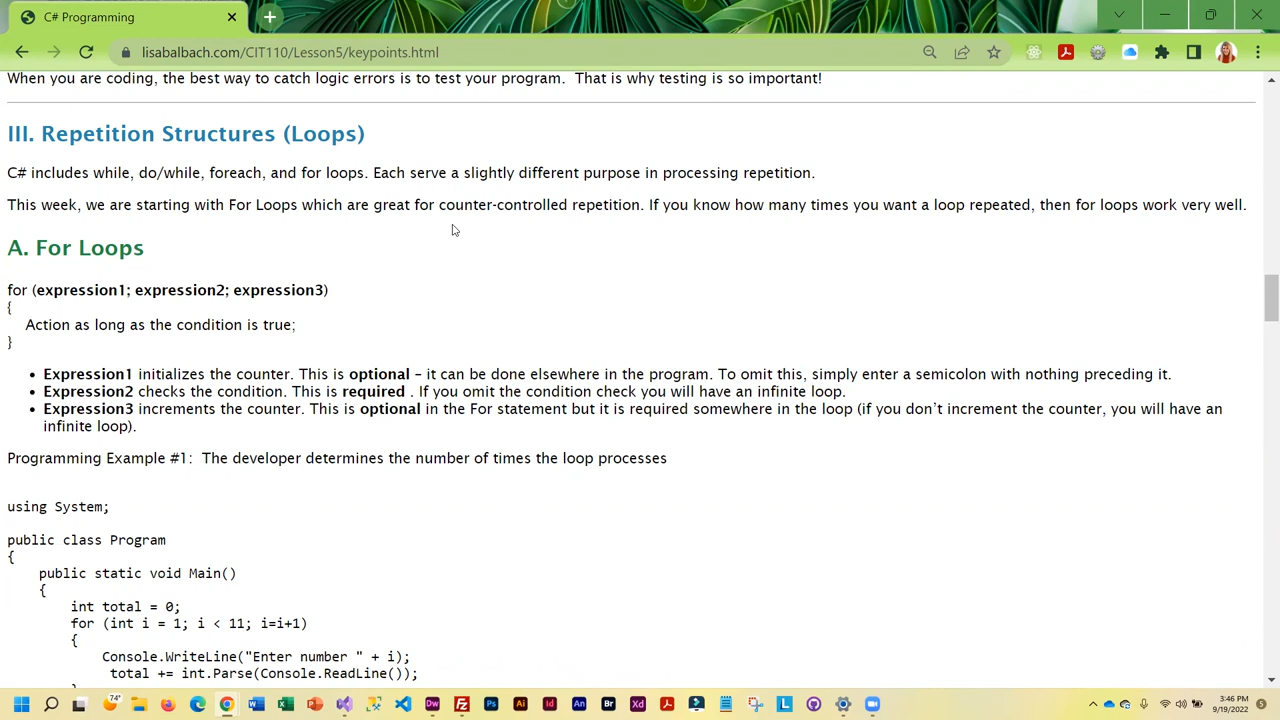 C# Programming
lisabalbach.com/CIT110/Lesson5/keypoints.html
When you are coding, the best way to catch logic errors is to test your program.  That is why testing is so important!
III. Repetition Structures (Loops)
C# includes while, do/while, foreach, and for loops. Each serve a slightly different purpose in processing repetition.
This week, we are starting with For Loops which are great for counter-controlled repetition. If you know how many times you want a loop repeated, then for loops work very well.
A. For Loops
for (expression1; expression2; expression3)
{
Action as long as the condition is true;
}
• Expression1 initializes the counter. This is optional – it can be done elsewhere in the program. To omit this, simply enter a semicolon with nothing preceding it.
• Expression2 checks the condition. This is required . If you omit the condition check you will have an infinite loop.
• Expression3 increments the counter. This is optional in the For statement but it is required somewhere in the loop (if you don't increment the counter, you will have an
infinite loop).
Programming Example #1:  The developer determines the number of times the loop processes
using System;
public class Program
{
public static void Main()
{
int total = 0;
for (int i = 1; i < 11; i=i+1)
{
Console.WriteLine("Enter number " + i);
total += int.Parse(Console.ReadLine());
74°
Dw
Fz
Ps
Ai
Id
An
Br
Xd
L
3:46 PM
9/19/2022